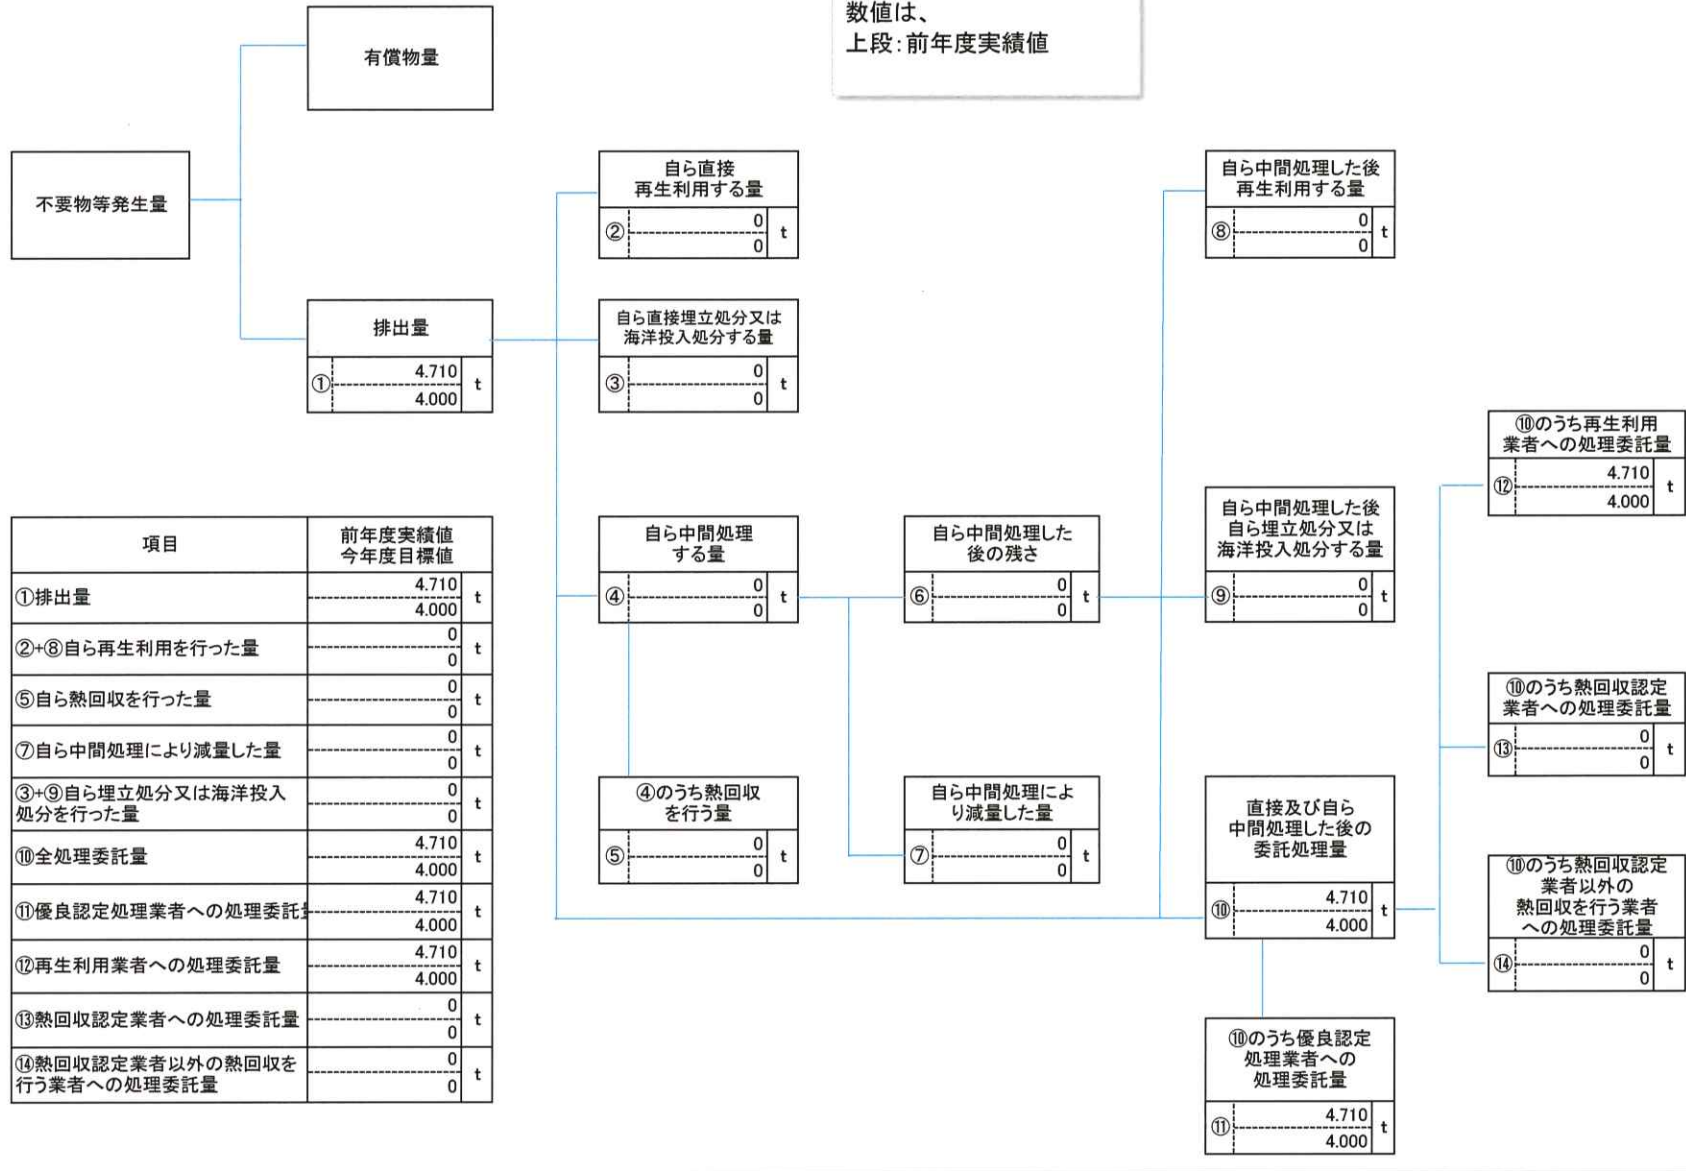 数値は、
上段：前年度実績値
有償物量
不要物等発生量
排出量
① 4.710 t
4.000
自ら直接
再生利用する量
② 0 t
0
自ら直接埋立処分又は
海洋投入処分する量
③ 0 t
0
自ら中間処理
する量
④ 0 t
0
④のうち熱回収
を行う量
⑤ 0 t
0
自ら中間処理した
後の残さ
⑥ 0 t
0
自ら中間処理によ
り減量した量
⑦ 0 t
0
自ら中間処理した後
再生利用する量
⑧ 0 t
0
自ら中間処理した後
自ら埋立処分又は
海洋投入処分する量
⑨ 0 t
0
直接及び自ら
中間処理した後の
委託処理量
⑩ 4.710 t
4.000
⑩のうち優良認定
処理業者への
処理委託量
⑪ 4.710 t
4.000
⑩のうち再生利用
業者への処理委託量
⑫ 4.710 t
4.000
⑩のうち熱回収認定
業者への処理委託量
⑬ 0 t
0
⑩のうち熱回収認定
業者以外の
熱回収を行う業者
への処理委託量
⑭ 0 t
0
項目 前年度実績値
今年度目標値
①排出量 4.710 t
4.000
②+⑧自ら再生利用を行った量 0 t
0
⑤自ら熱回収を行った量 0 t
0
⑦自ら中間処理により減量した量 0 t
0
③+⑨自ら埋立処分又は海洋投入
処分を行った量 0 t
0
⑩全処理委託量 4.710 t
4.000
⑪優良認定処理業者への処理委託 4.710 t
4.000
⑫再生利用業者への処理委託量 4.710 t
4.000
⑬熱回収認定業者への処理委託量 0 t
0
⑭熱回収認定業者以外の熱回収を
行う業者への処理委託量 0 t
0